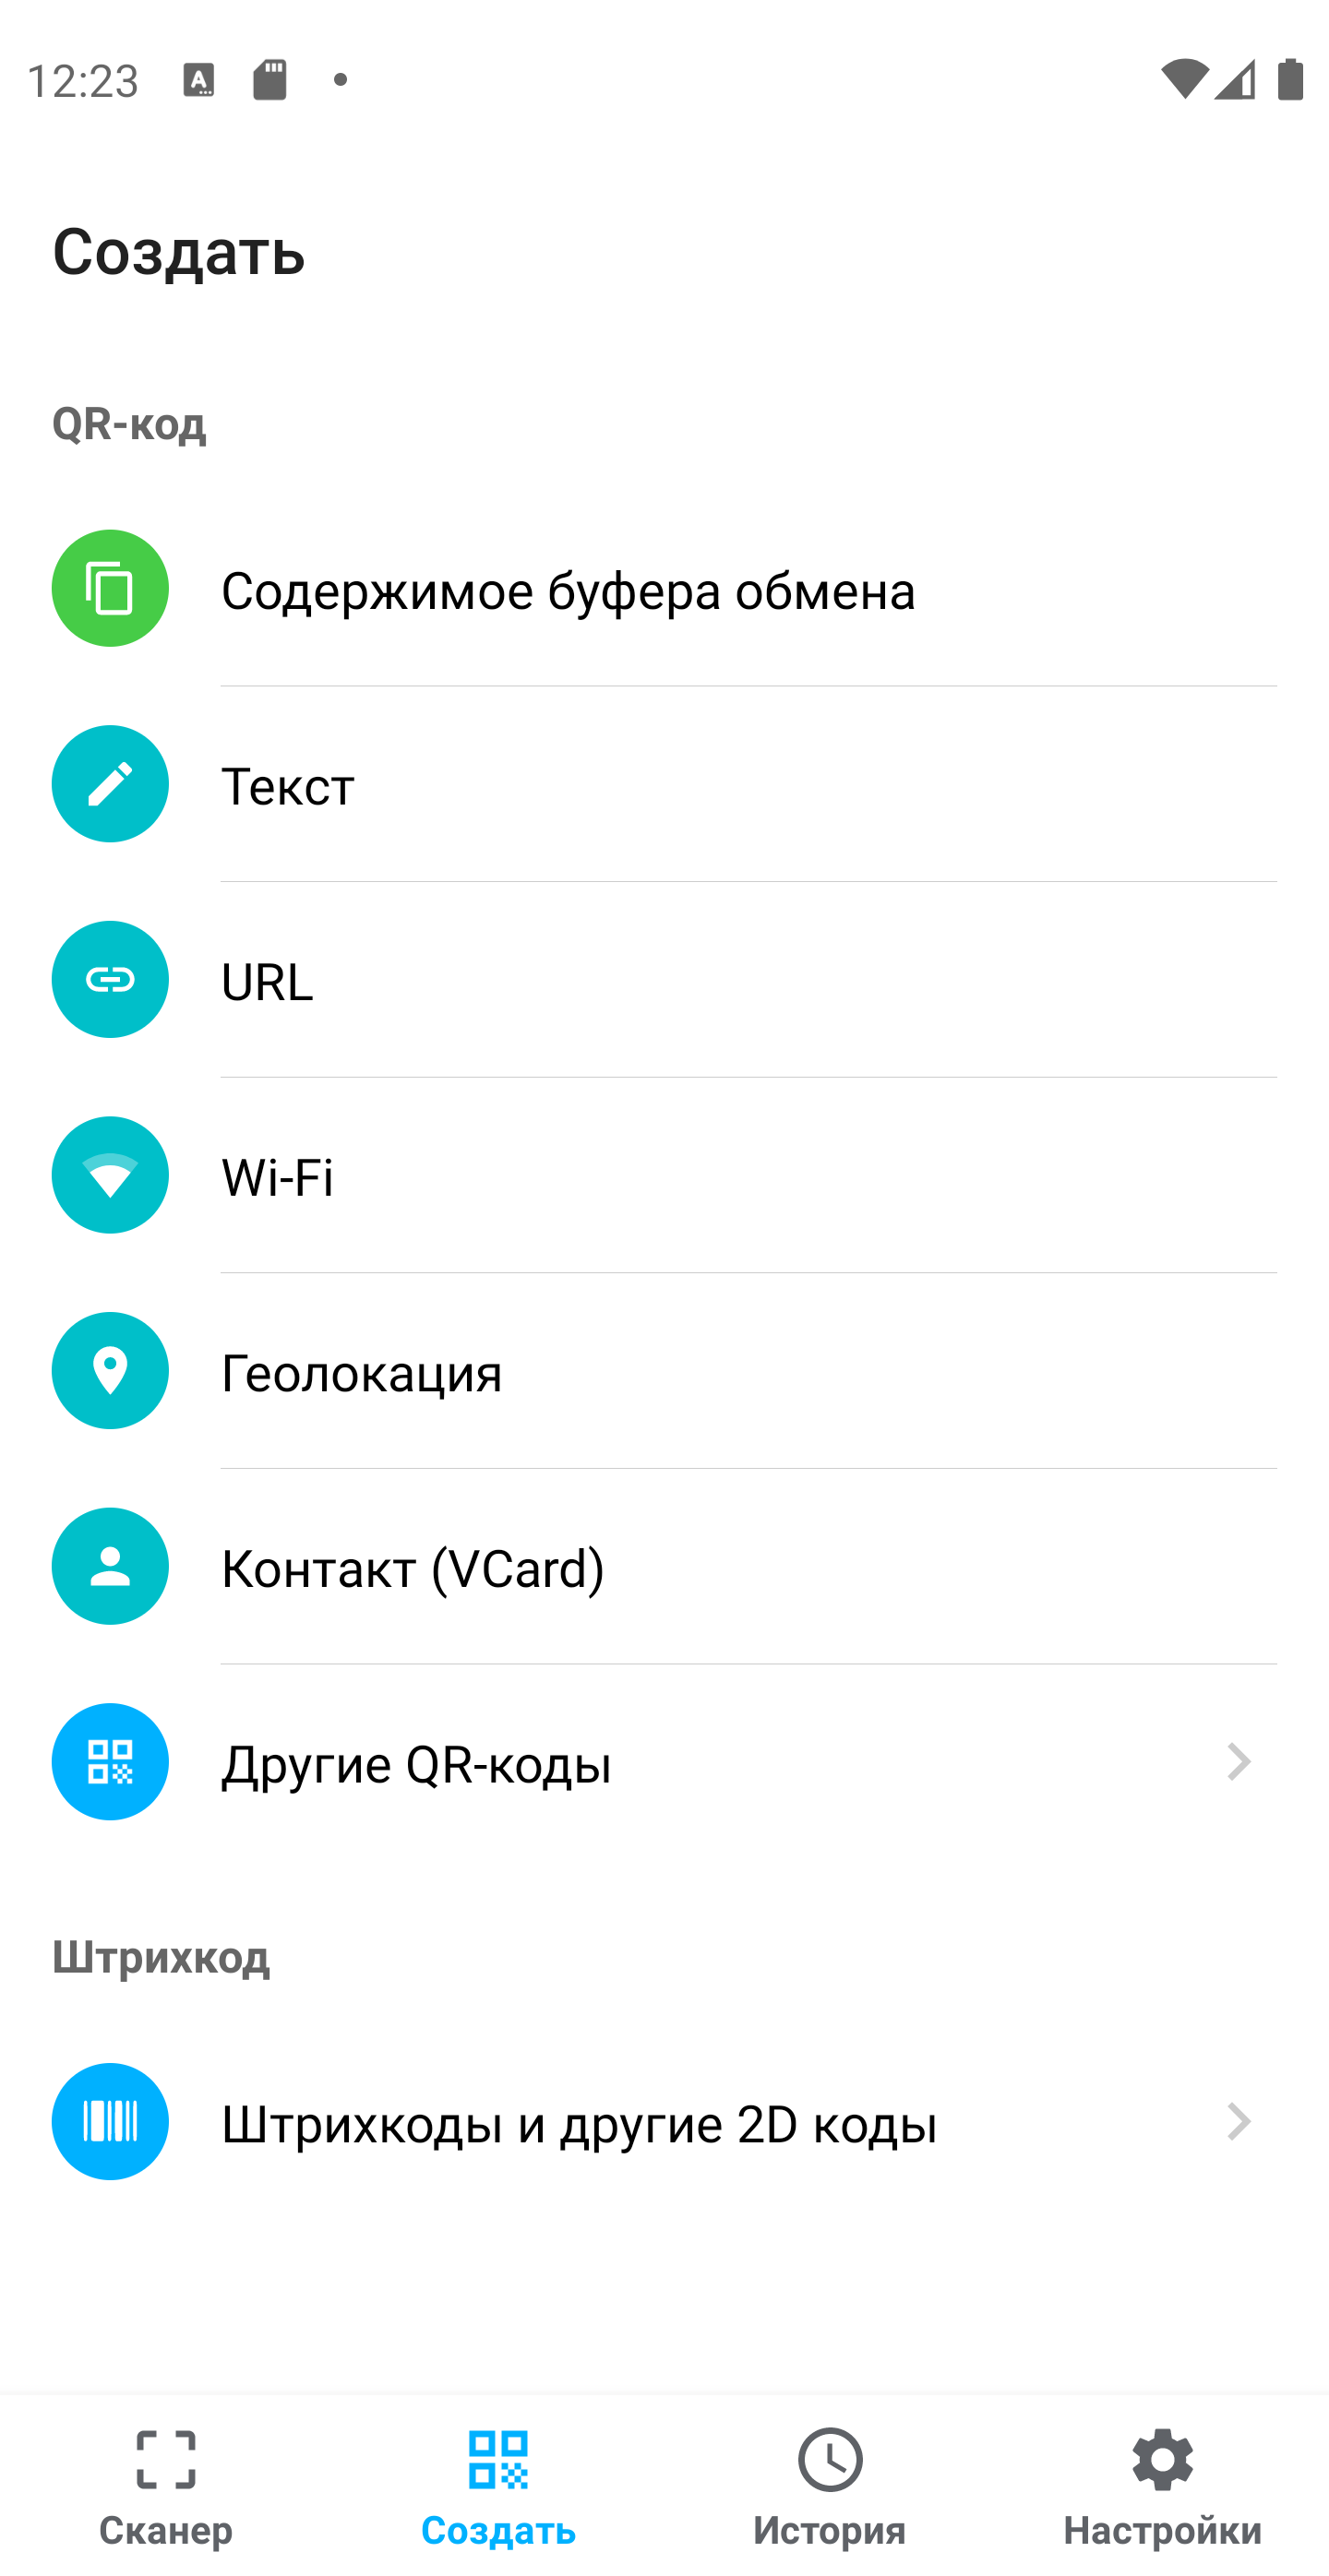 12:23
Создать
QR-код
Содержимое буфера обмена
Текст
URL
Wi-Fi
Геолокация
Контакт (VCard)
Другие QR-коды
Штрихкод
Штрихкоды и другие 2D коды
Сканер
Создать
История
Настройки